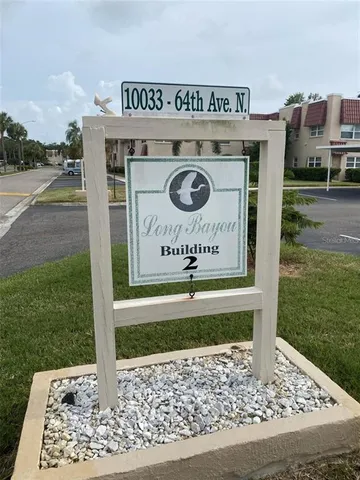 10033 - 64th Ave. N.
Long Bayou
Building
2